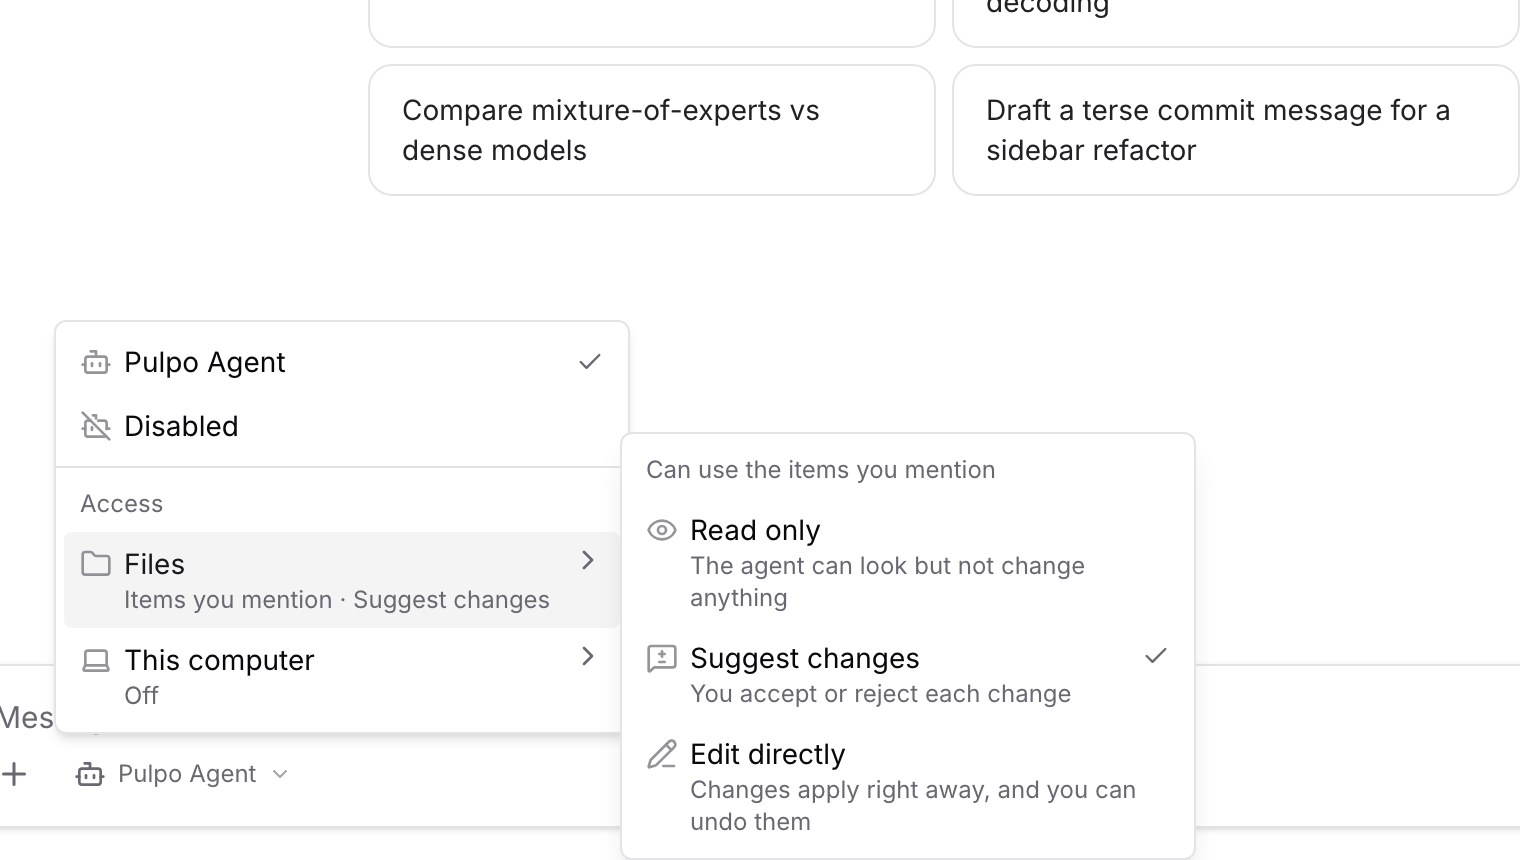 decoding
Compare mixture-of-experts vs
dense models
Draft a terse commit message for a
sidebar refactor
Pulpo Agent
Disabled
Access
Files
Items you mention · Suggest changes
This computer
Off
Can use the items you mention
Read only
The agent can look but not change
anything
Suggest changes
You accept or reject each change
Edit directly
Changes apply right away, and you can
undo them
Mes
Pulpo Agent